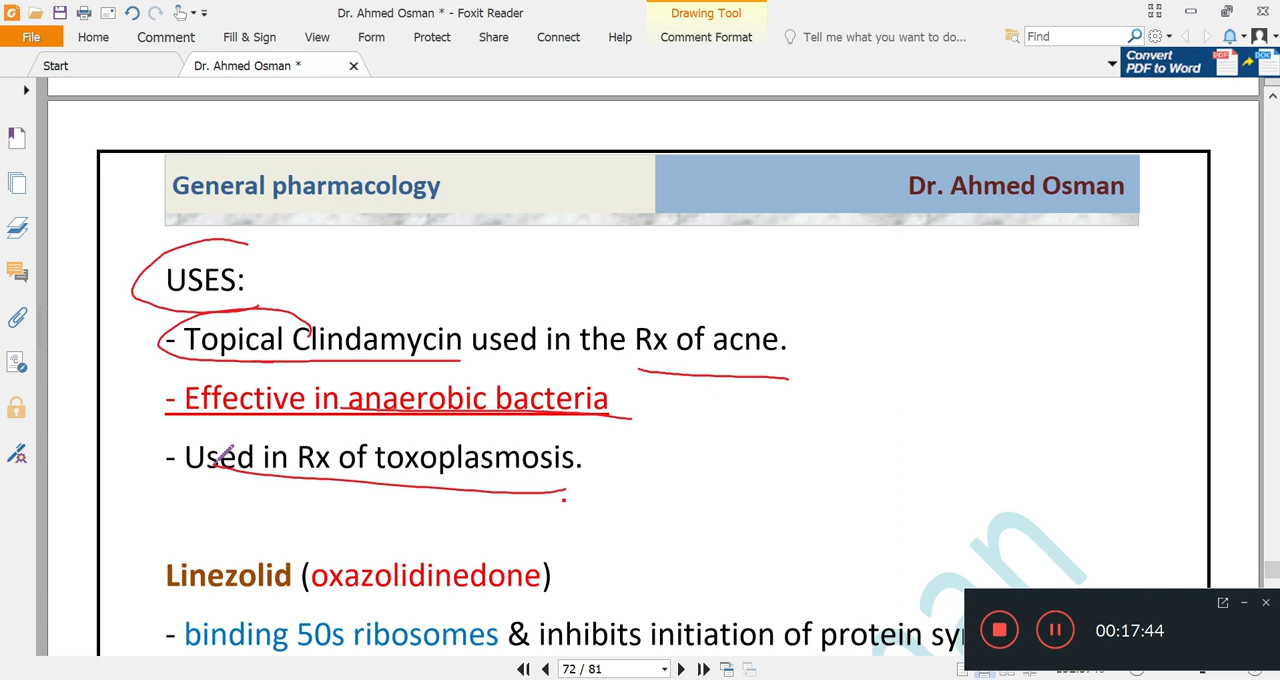 Dr. Ahmed Osman * - Foxit Reader
Drawing Tool
File Home Comment Fill & Sign View Form Protect Share Connect Help Comment Format Tell me what you want to do... Find
Start Dr. Ahmed Osman *
Convert
PDF to Word
General pharmacology Dr. Ahmed Osman
USES:
- Topical Clindamycin used in the Rx of acne.
- Effective in anaerobic bacteria
- Used in Rx of toxoplasmosis.
Linezolid (oxazolidinedone)
- binding 50s ribosomes & inhibits initiation of protein
00:17:44
72 / 81